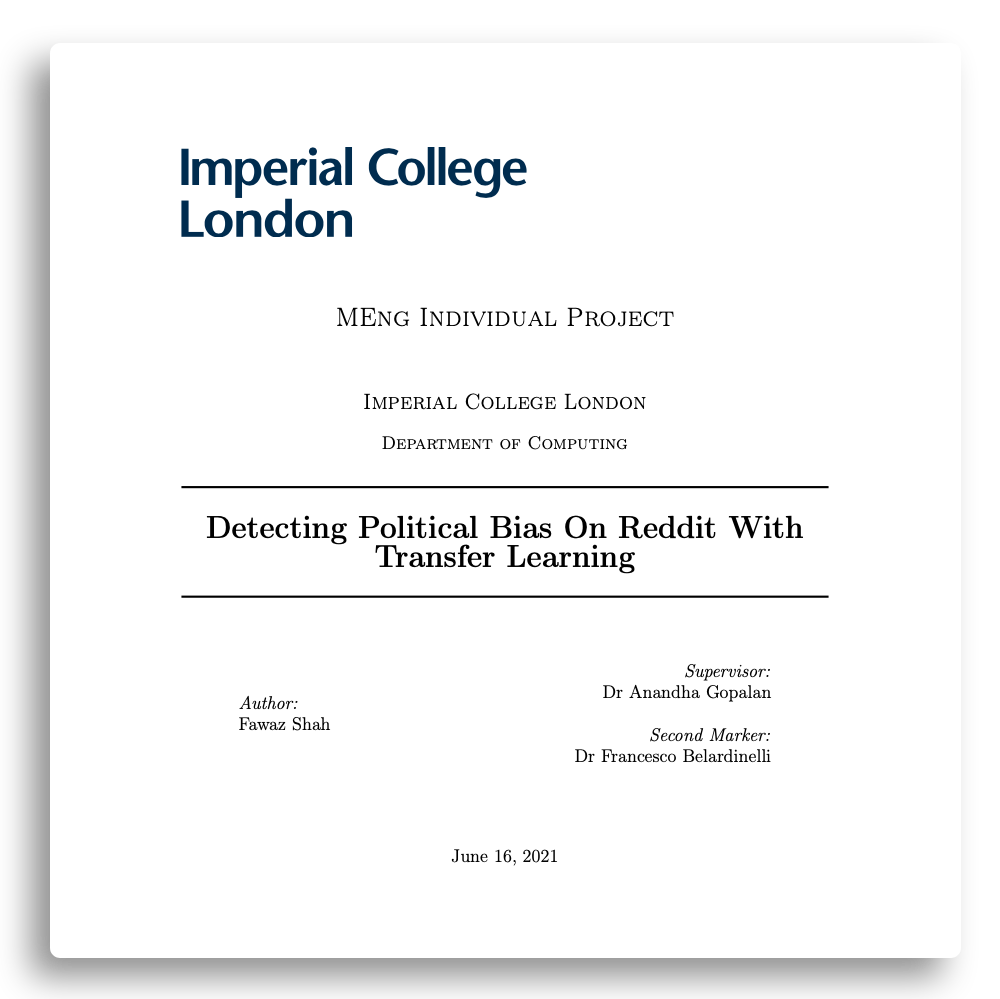 Imperial College
London
MEng Individual Project
Imperial College London
Department of Computing
Detecting Political Bias On Reddit With
Transfer Learning
Author:
Fawaz Shah
Supervisor:
Dr Anandha Gopalan
Second Marker:
Dr Francesco Belardinelli
June 16, 2021